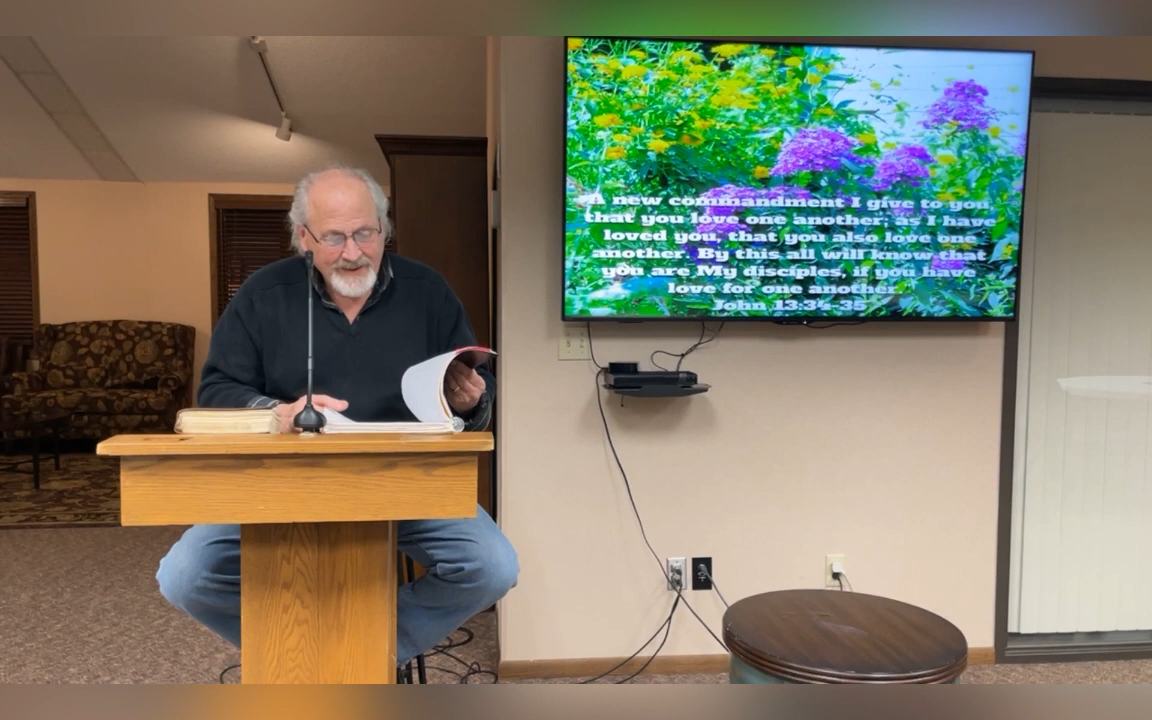 A new commandment I give to you,
that you love one another; as I have
loved you, that you also love one
another. By this all will know that
you are My disciples, if you have
love for one another
John 13:34-35